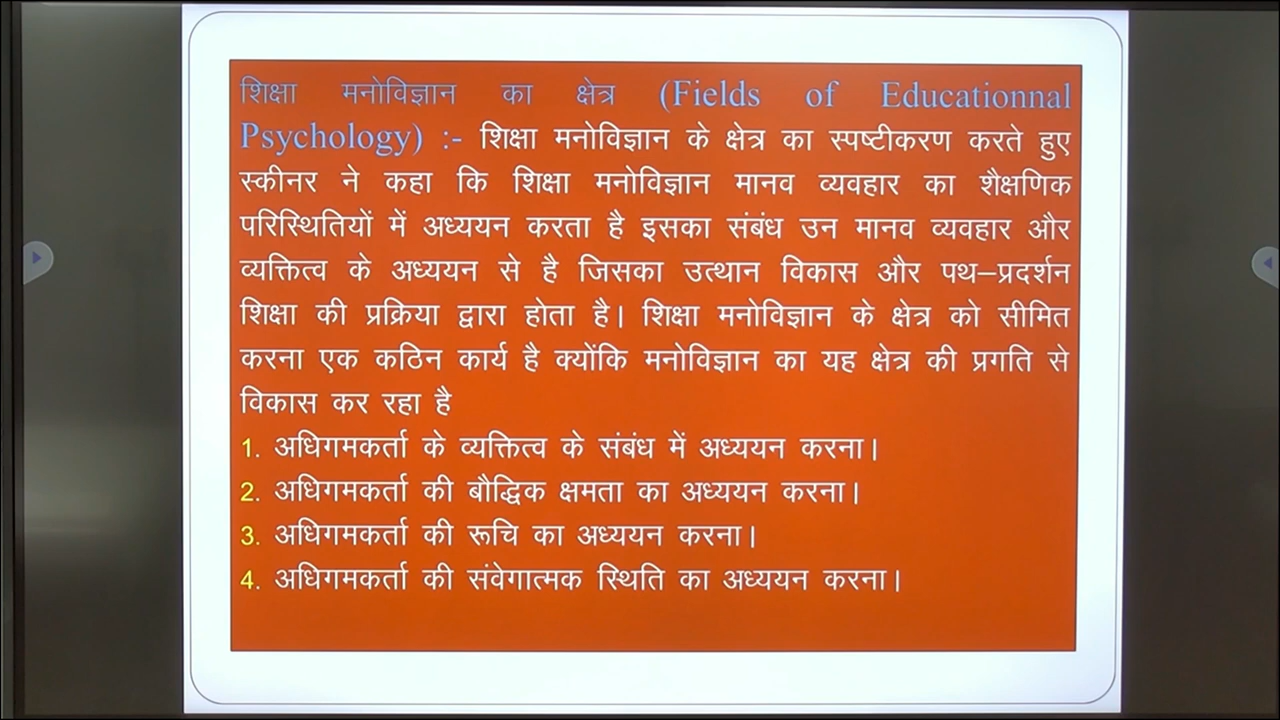 शिक्षा मनोविज्ञान का क्षेत्र (Fields of Educationnal
Psychology) :- शिक्षा मनोविज्ञान के क्षेत्र का स्पष्टीकरण करते हुए
स्कीनर ने कहा कि शिक्षा मनोविज्ञान मानव व्यवहार का शैक्षणिक
परिस्थितियों में अध्ययन करता है इसका संबंध उन मानव व्यवहार और
व्यक्तित्व के अध्ययन से है जिसका उत्थान विकास और पथ–प्रदर्शन
शिक्षा की प्रक्रिया द्वारा होता है। शिक्षा मनोविज्ञान के क्षेत्र को सीमित
करना एक कठिन कार्य है क्योंकि मनोविज्ञान का यह क्षेत्र की प्रगति से
विकास कर रहा है
1. अधिगमकर्ता के व्यक्तित्व के संबंध में अध्ययन करना।
2. अधिगमकर्ता की बौद्धिक क्षमता का अध्ययन करना।
3. अधिगमकर्ता की रूचि का अध्ययन करना।
4. अधिगमकर्ता की संवेगात्मक स्थिति का अध्ययन करना।